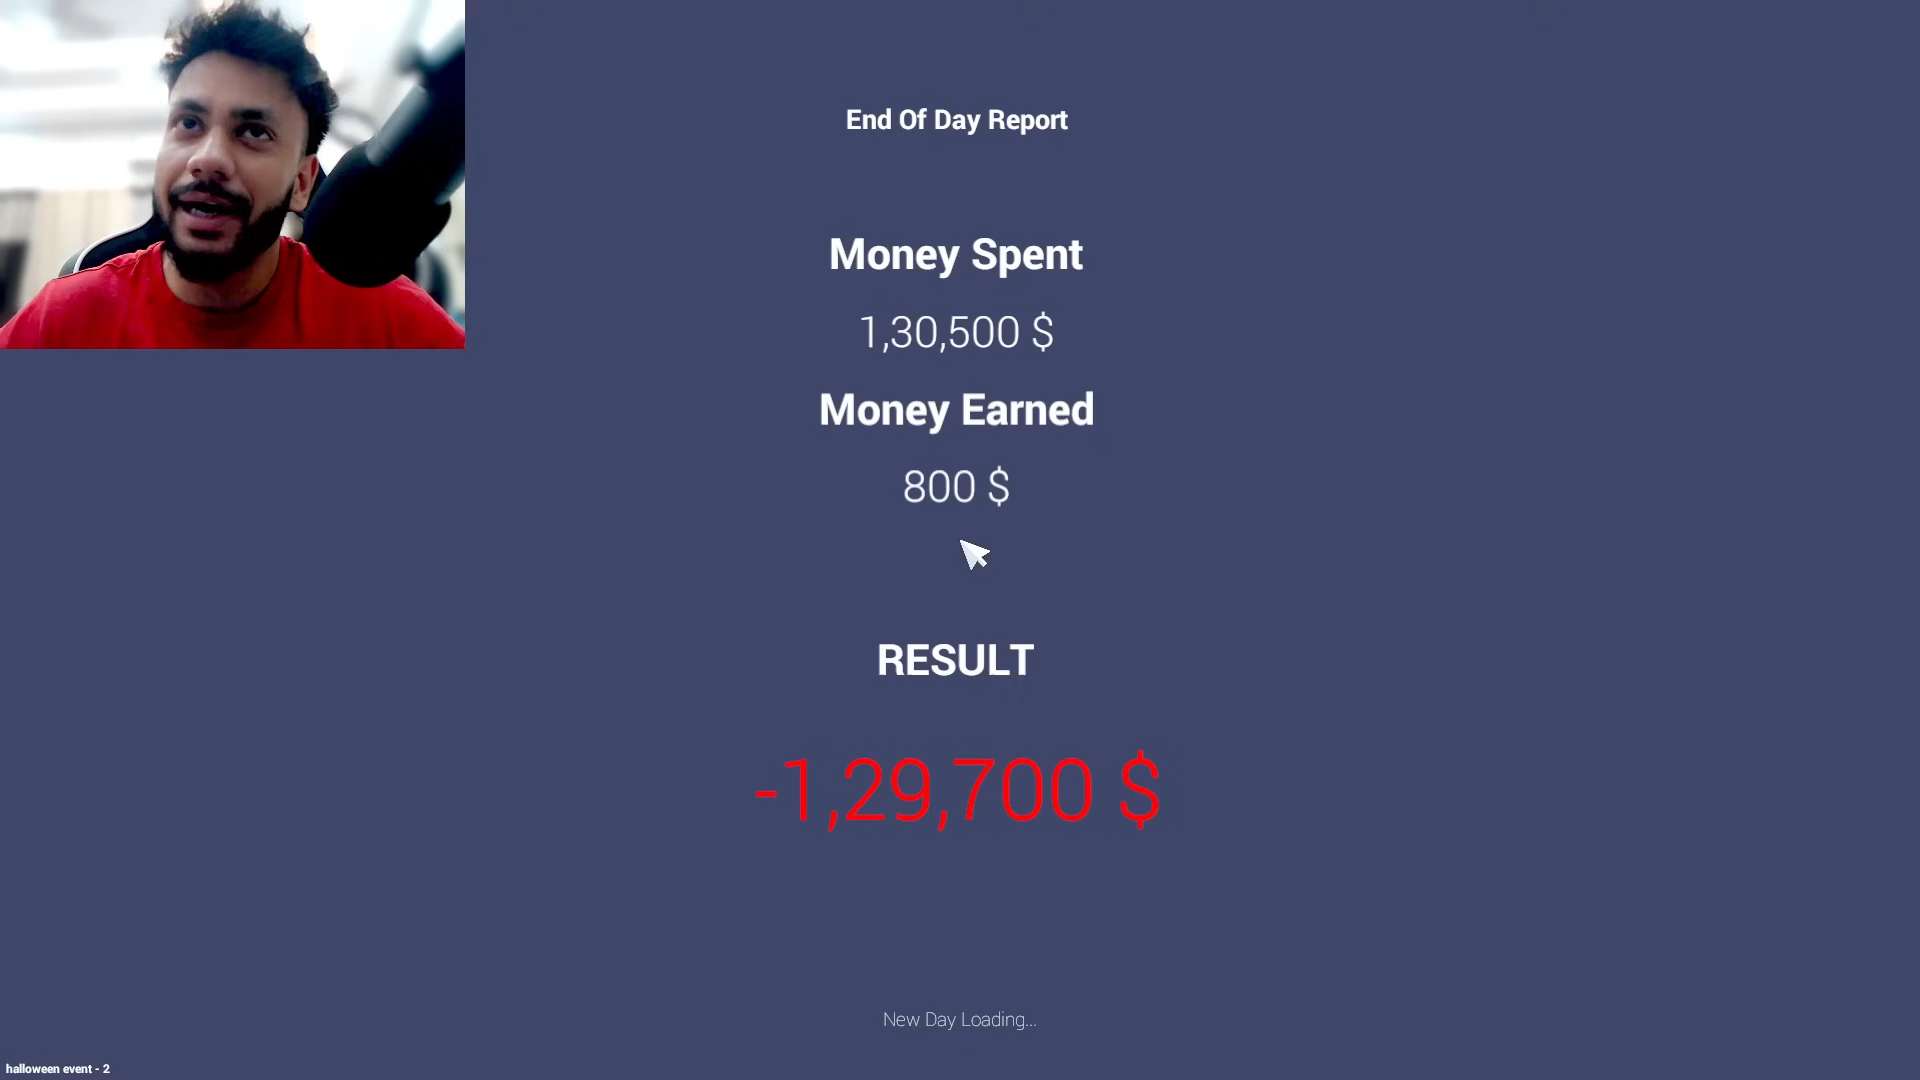 End Of Day Report
Money Spent
1,30,500 $
Money Earned
800 $
RESULT
-1,29,700 $
New Day Loading...
halloween event - 2